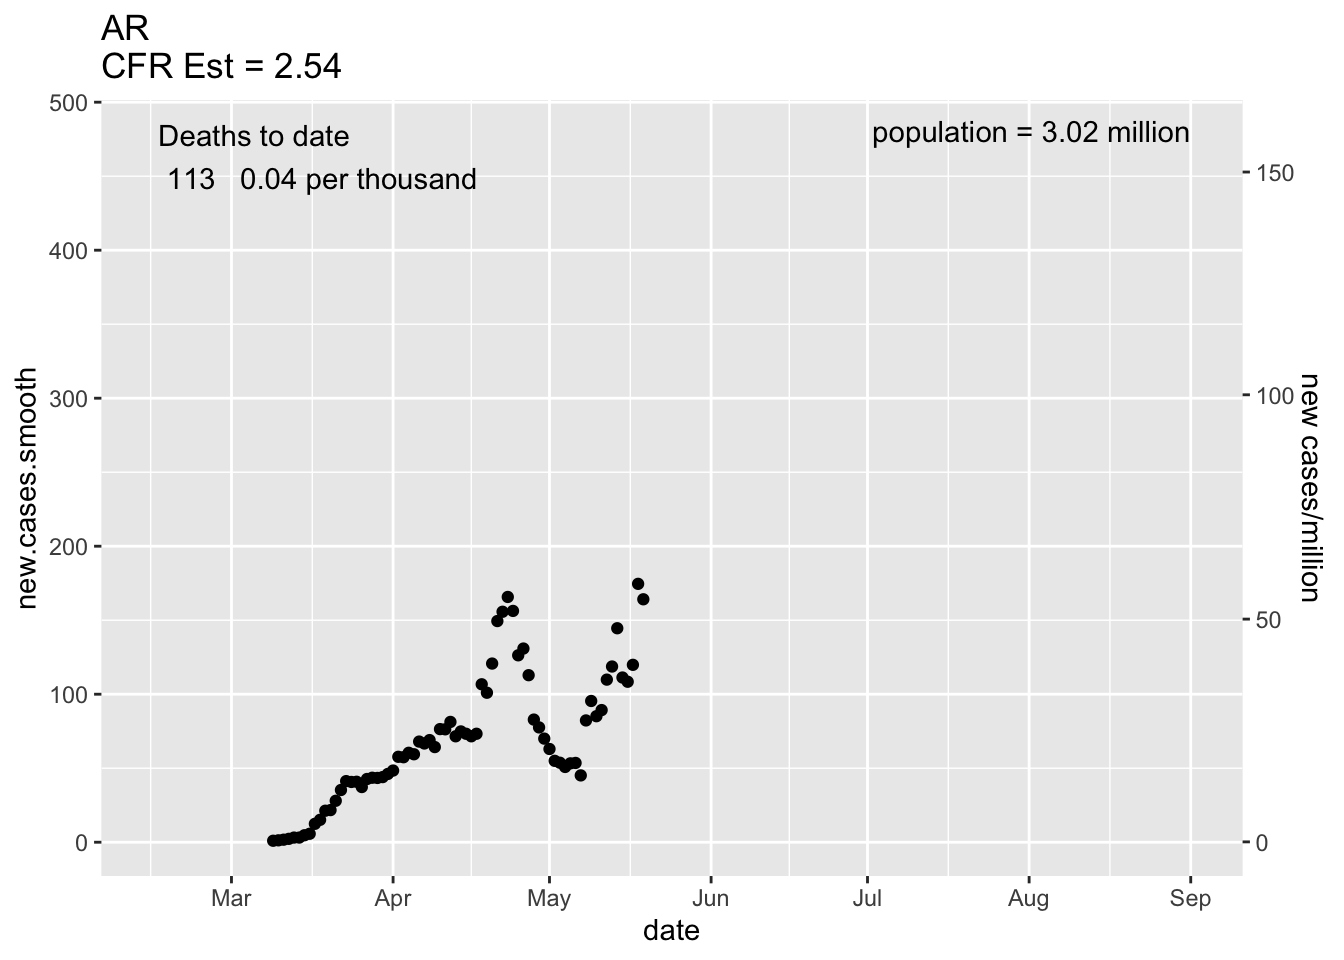 AR
CFR Est = 2.54
Deaths to date
113 0.04 per thousand
population = 3.02 million
500
400
300
200
100
0
new.cases.smooth
150
100
50
0
new cases/million
Mar Apr May Jun Jul Aug Sep
date